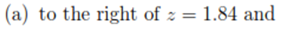 (a) to the right of z = 1.84 and